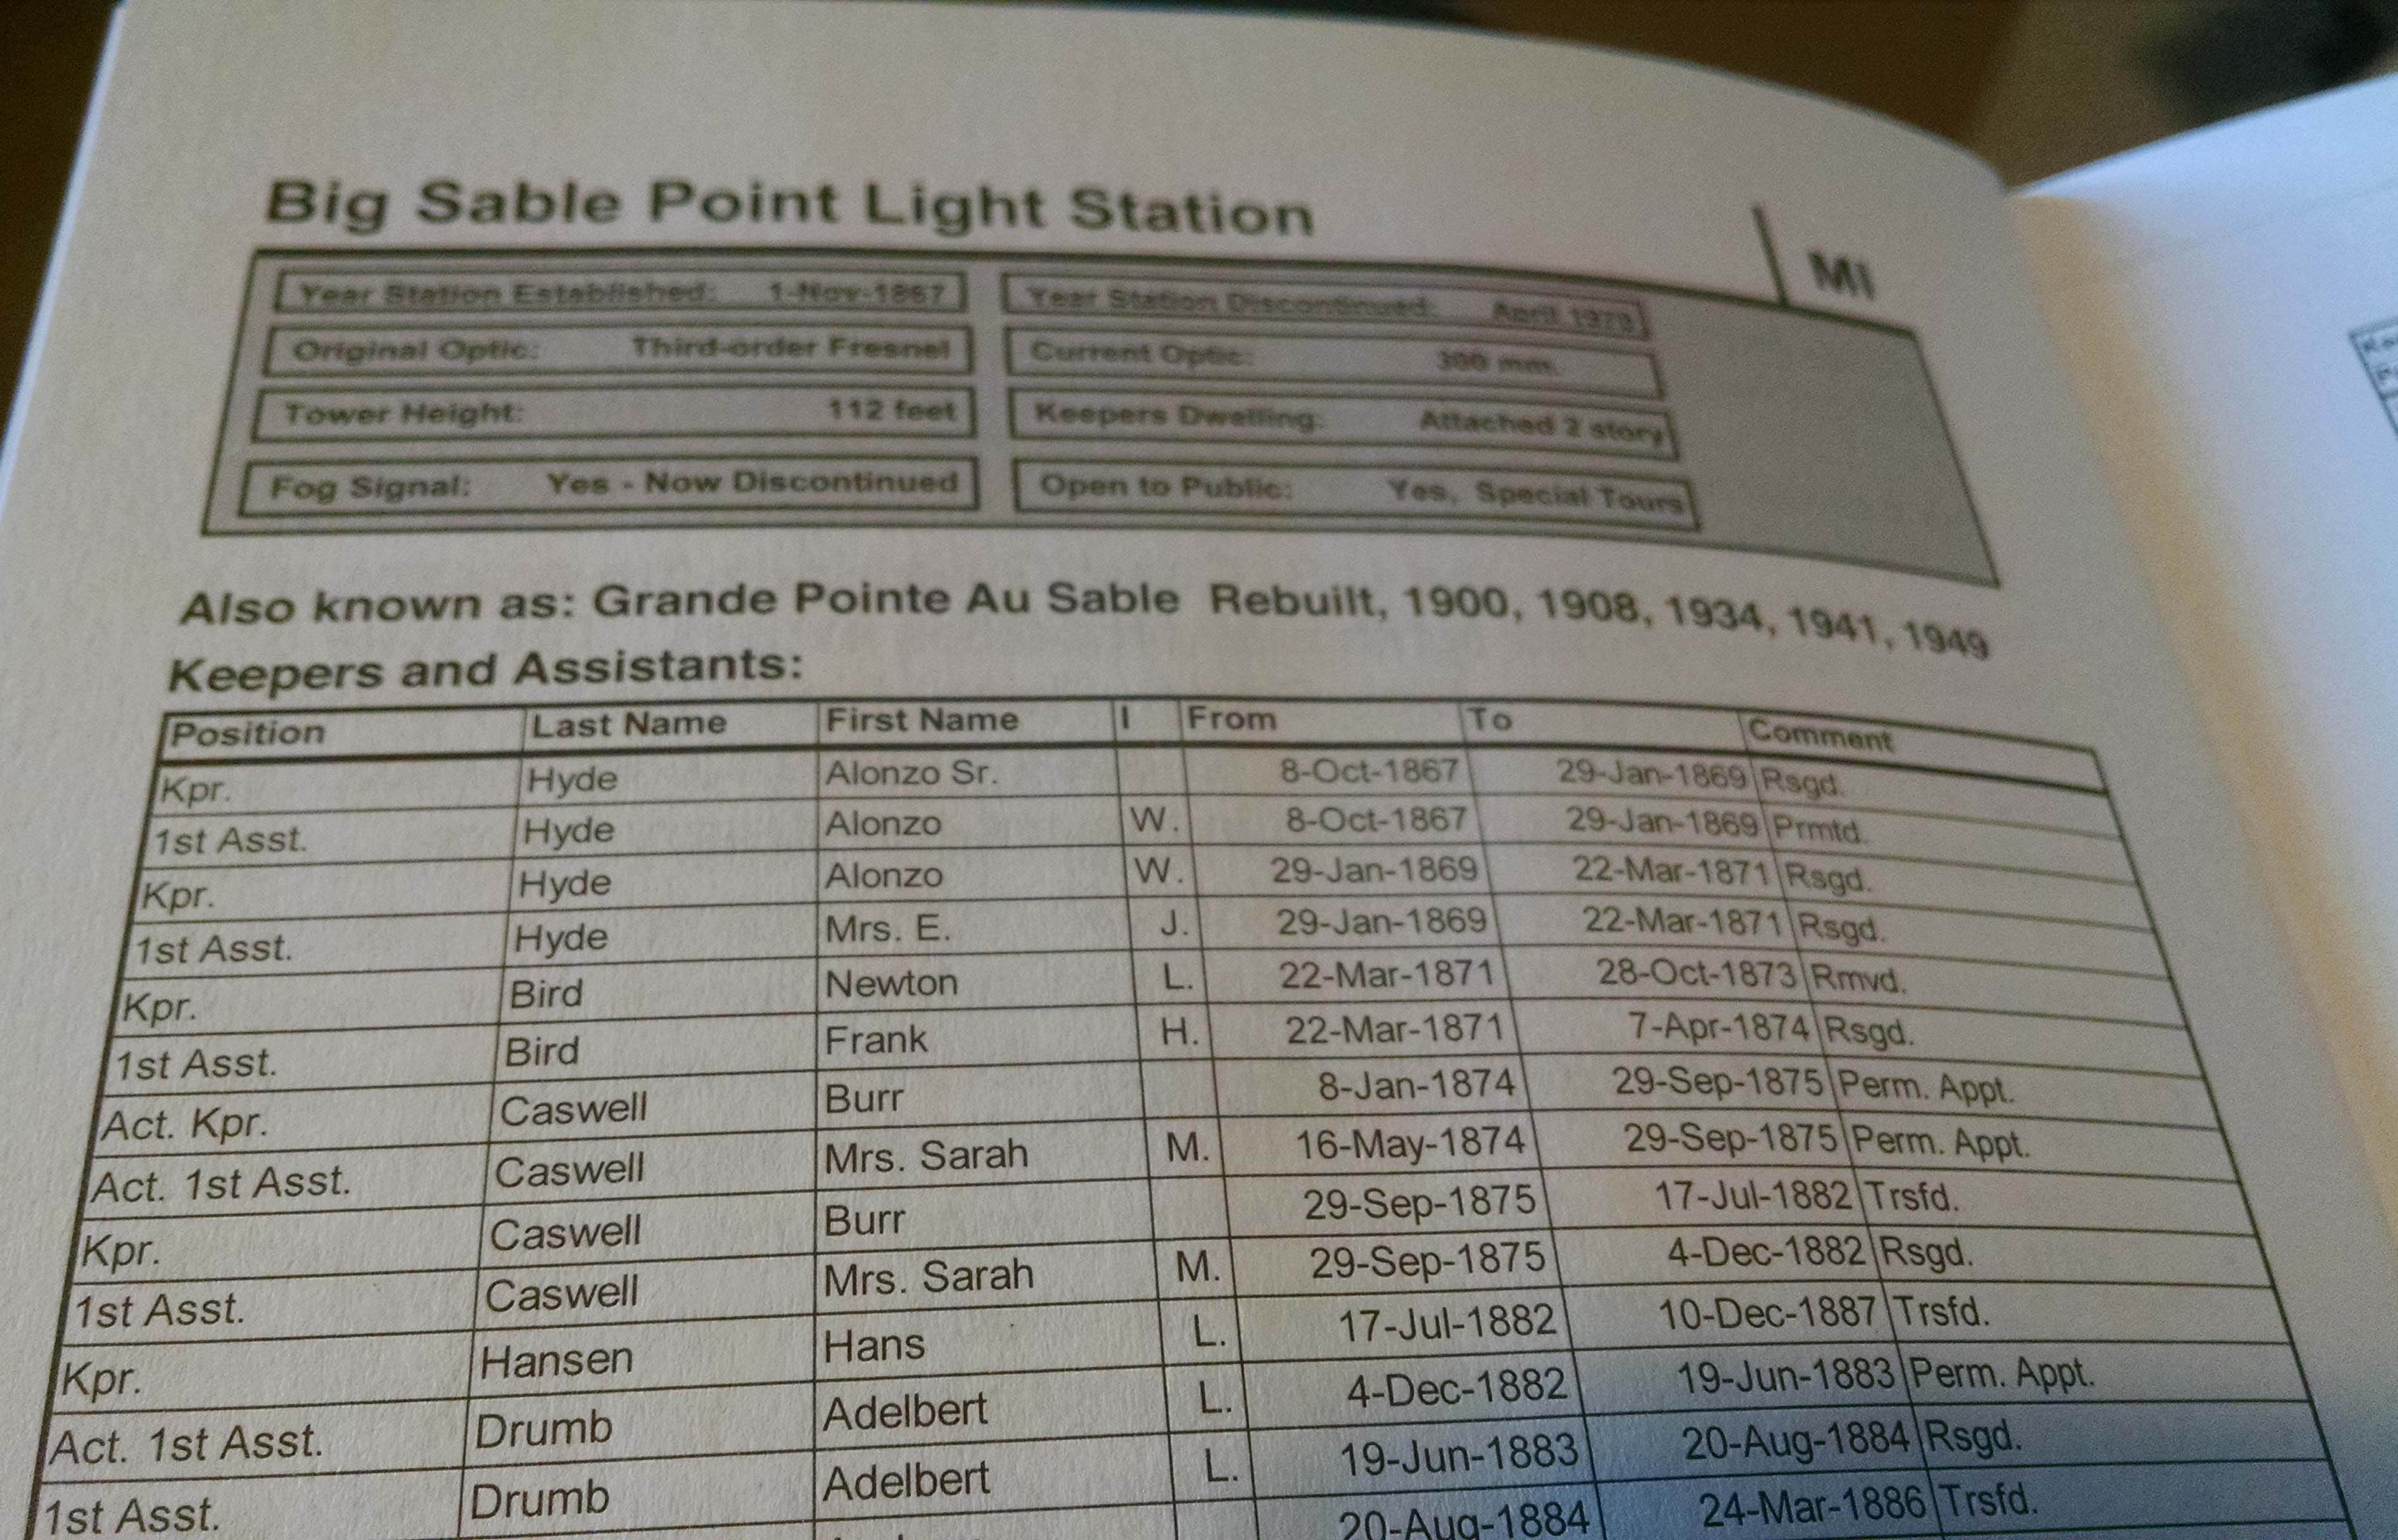 Big Sable Point Light Station
MI
Year Station Established: 1-Nov-1867 Year Station Discontinued: April
Original Optic: Third-order Fresnel Current Optic: 300 mm.
Tower Height: 112 feet Keepers Dwelling: Attached 2 story
Fog Signal: Yes - Now Discontinued Open to Public: Yes, Special Tours
Also known as: Grande Pointe Au Sable Rebuilt, 1900, 1908, 1934, 1941, 1949
Keepers and Assistants:
Position Last Name First Name I From To Comment
Kpr. Hyde Alonzo Sr. 8-Oct-1867 29-Jan-1869 Rsgd.
1st Asst. Hyde Alonzo W. 8-Oct-1867 29-Jan-1869 Prmtd.
Kpr. Hyde Alonzo W. 29-Jan-1869 22-Mar-1871 Rsgd.
1st Asst. Hyde Mrs. E. J. 29-Jan-1869 22-Mar-1871 Rsgd.
Kpr. Bird Newton L. 22-Mar-1871 28-Oct-1873 Rmvd.
1st Asst. Bird Frank H. 22-Mar-1871 7-Apr-1874 Rsgd.
Act. Kpr. Caswell Burr 8-Jan-1874 29-Sep-1875 Perm. Appt.
Act. 1st Asst. Caswell Mrs. Sarah M. 16-May-1874 29-Sep-1875 Perm. Appt.
Kpr. Caswell Burr 29-Sep-1875 17-Jul-1882 Trsfd.
1st Asst. Caswell Mrs. Sarah M. 29-Sep-1875 4-Dec-1882 Rsgd.
Kpr. Hansen Hans L. 17-Jul-1882 10-Dec-1887 Trsfd.
Act. 1st Asst. Drumb Adelbert L. 4-Dec-1882 19-Jun-1883 Perm. Appt.
1st Asst. Drumb Adelbert L. 19-Jun-1883 20-Aug-1884 Rsgd.
20-Aug-1884 24-Mar-1886 Trsfd.